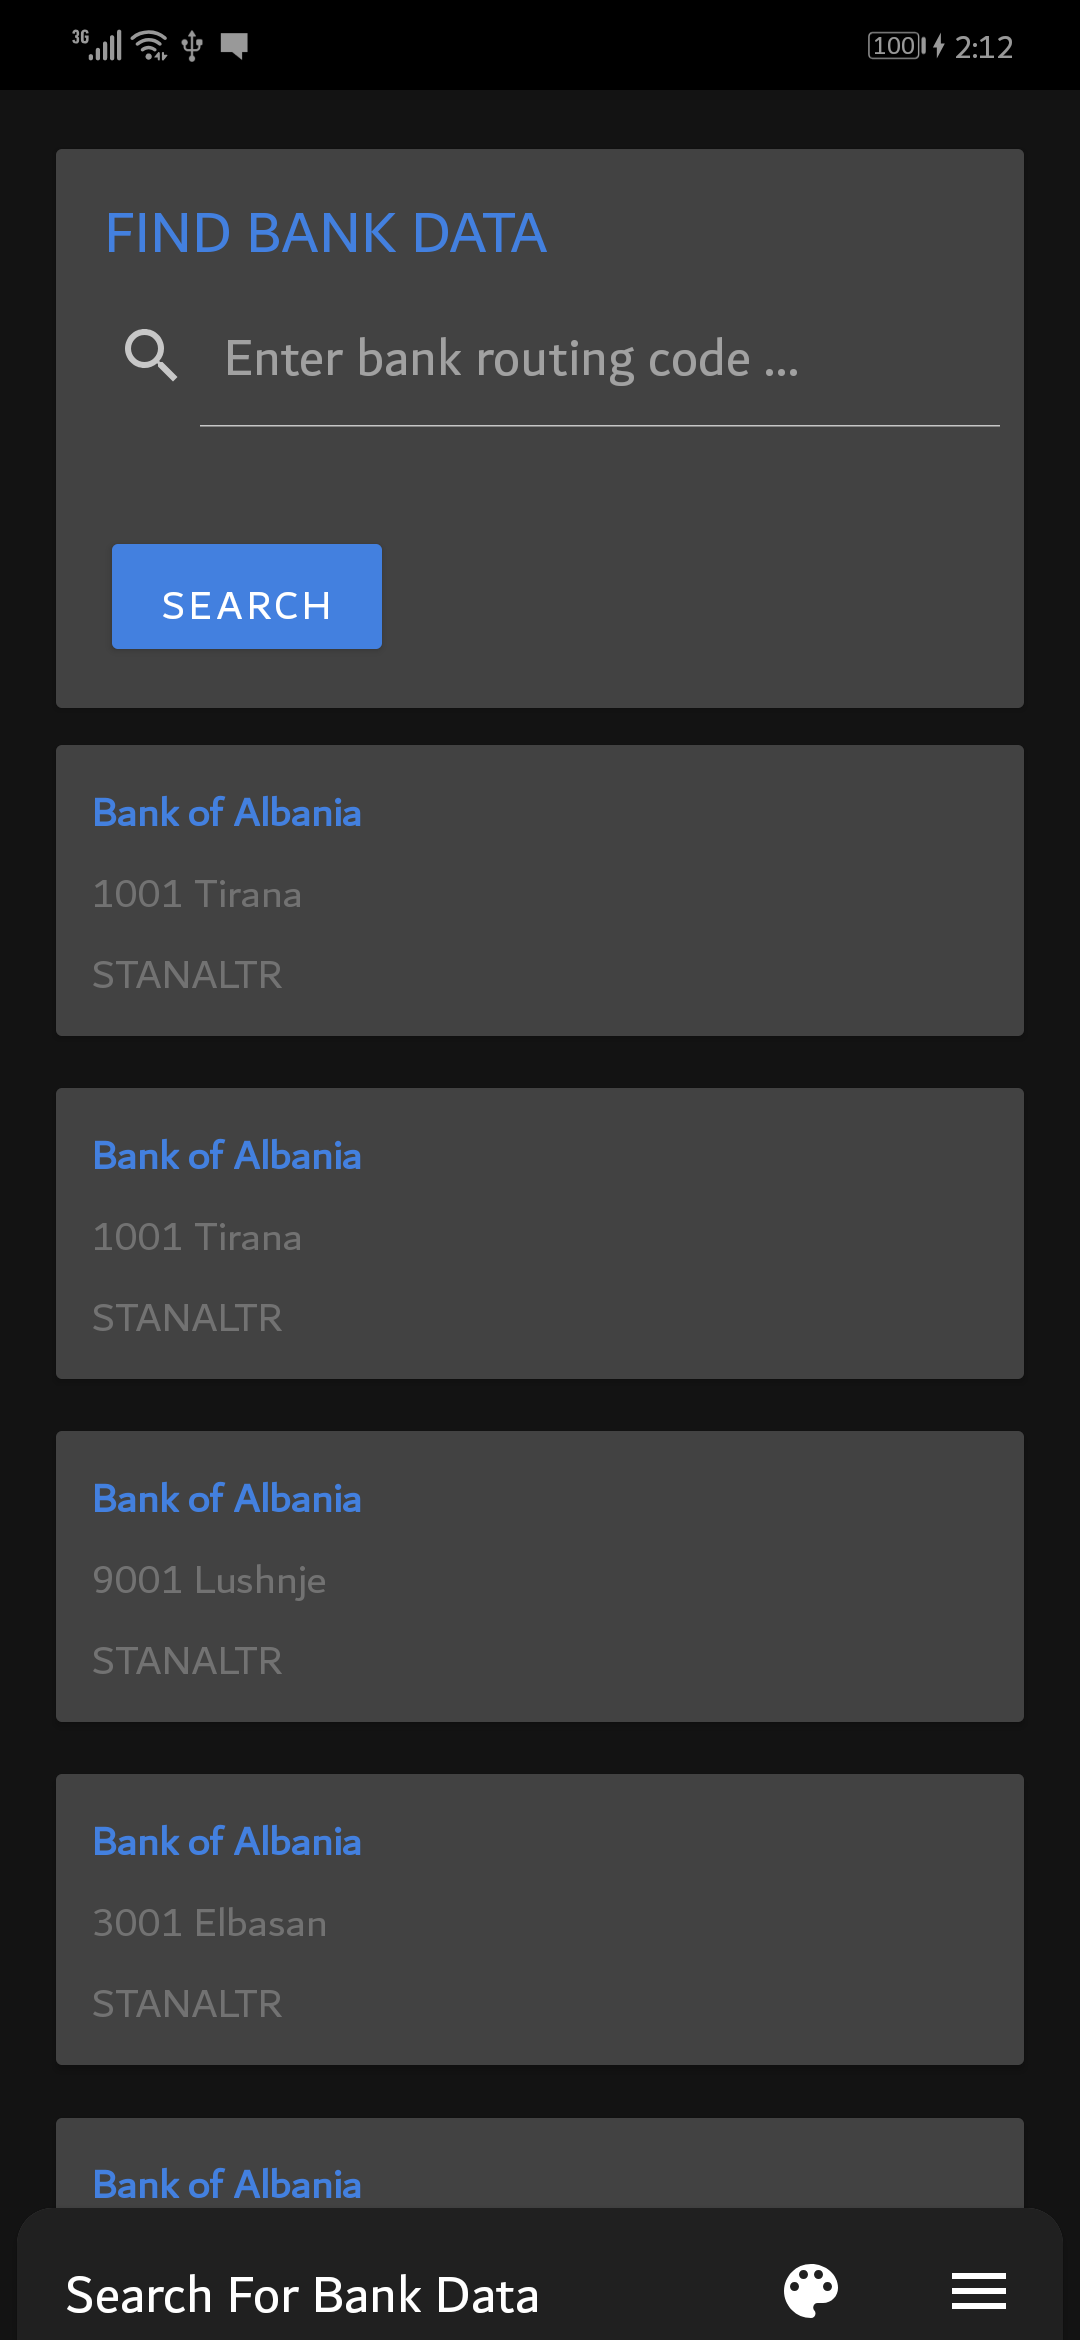 3G 100 2:12
FIND BANK DATA
Enter bank routing code ...
SEARCH
Bank of Albania
1001 Tirana
STANALTR
Bank of Albania
1001 Tirana
STANALTR
Bank of Albania
9001 Lushnje
STANALTR
Bank of Albania
3001 Elbasan
STANALTR
Bank of Albania
Search For Bank Data